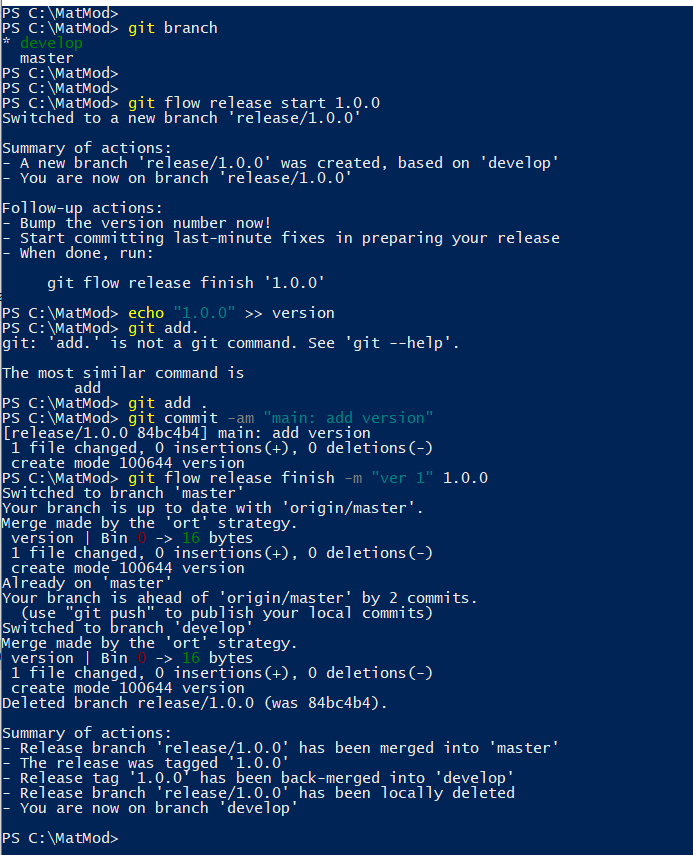 PS C:\MatMod>
PS C:\MatMod> git branch
* develop
  master
PS C:\MatMod>
PS C:\MatMod>
PS C:\MatMod> git flow release start 1.0.0
Switched to a new branch 'release/1.0.0'

Summary of actions:
- A new branch 'release/1.0.0' was created, based on 'develop'
- You are now on branch 'release/1.0.0'

Follow-up actions:
- Bump the version number now!
- Start committing last-minute fixes in preparing your release
- When done, run:

     git flow release finish '1.0.0'

PS C:\MatMod> echo "1.0.0" >> version
PS C:\MatMod> git add.
git: 'add.' is not a git command. See 'git --help'.

The most similar command is
        add
PS C:\MatMod> git add .
PS C:\MatMod> git commit -am "main: add version"
[release/1.0.0 84bc4b4] main: add version
 1 file changed, 0 insertions(+), 0 deletions(-)
 create mode 100644 version
PS C:\MatMod> git flow release finish -m "ver 1" 1.0.0
Switched to branch 'master'
Your branch is up to date with 'origin/master'.
Merge made by the 'ort' strategy.
 version | Bin 0 -> 16 bytes
 1 file changed, 0 insertions(+), 0 deletions(-)
 create mode 100644 version
Already on 'master'
Your branch is ahead of 'origin/master' by 2 commits.
  (use "git push" to publish your local commits)
Switched to branch 'develop'
Merge made by the 'ort' strategy.
 version | Bin 0 -> 16 bytes
 1 file changed, 0 insertions(+), 0 deletions(-)
 create mode 100644 version
Deleted branch release/1.0.0 (was 84bc4b4).

Summary of actions:
- Release branch 'release/1.0.0' has been merged into 'master'
- The release was tagged '1.0.0'
- Release tag '1.0.0' has been back-merged into 'develop'
- Release branch 'release/1.0.0' has been locally deleted
- You are now on branch 'develop'

PS C:\MatMod>